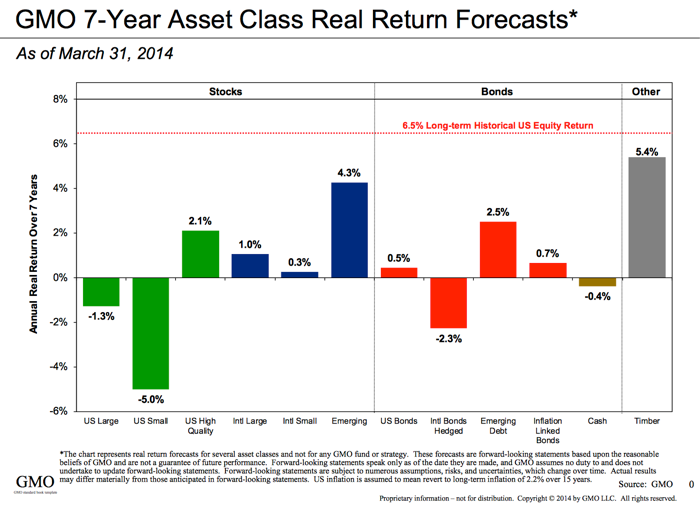 GMO 7-Year Asset Class Real Return Forecasts*
As of March 31, 2014
Stocks Bonds Other
8%
6.5% Long-term Historical US Equity Return
6%
5.4%
4.3%
4%
2.5%
2.1%
2%
1.0%
0.7%
0.5%
0.3%
0%
-0.4%
-1.3%
-2%
-2.3%
-4%
-5.0%
-6%
Annual Real Return Over 7 Years
US Large US Small US High Quality Intl Large Intl Small Emerging US Bonds Intl Bonds Hedged Emerging Debt Inflation Linked Bonds Cash Timber
*The chart represents real return forecasts for several asset classes and not for any GMO fund or strategy. These forecasts are forward-looking statements based upon the reasonable
beliefs of GMO and are not a guarantee of future performance. Forward-looking statements speak only as of the date they are made, and GMO assumes no duty to and does not
undertake to update forward-looking statements. Forward-looking statements are subject to numerous assumptions, risks, and uncertainties, which change over time. Actual results
may differ materially from those anticipated in forward-looking statements. US inflation is assumed to mean revert to long-term inflation of 2.2% over 15 years.
GMO
Source: GMO 0
Proprietary information – not for distribution. Copyright © 2014 by GMO LLC. All rights reserved.